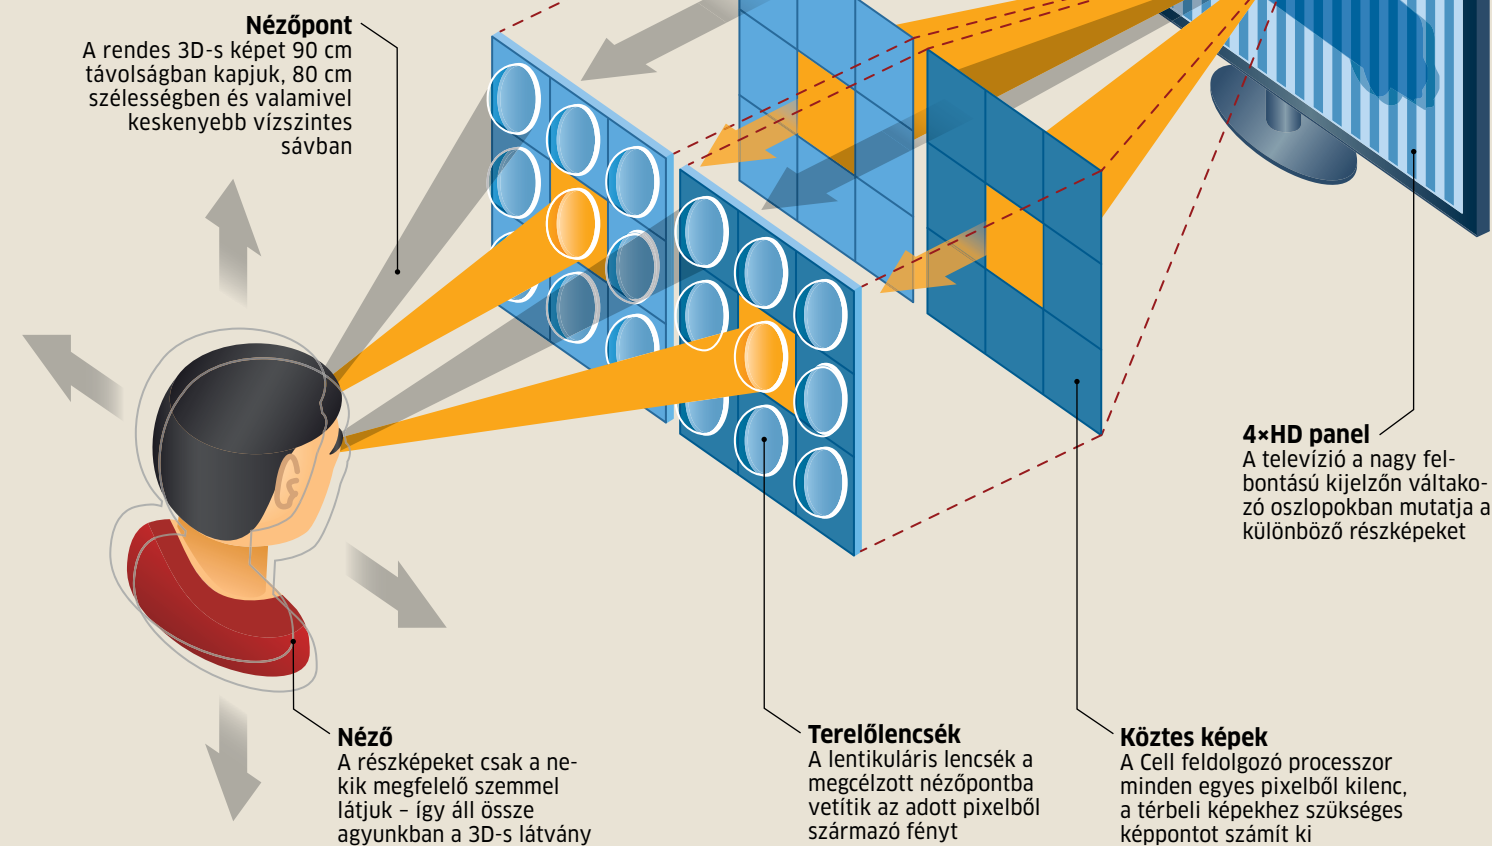 Nézőpont
A rendes 3D-s képet 90 cm
távolságban kapjuk, 80 cm
szélességben és valamivel
keskenyebb vízszintes
sávban
4×HD panel
A televízió a nagy fel-
bontású kijelzőn váltako-
zó oszlopokban mutatja a
különböző részképeket
Néző
A részképeket csak a ne-
kik megfelelő szemmel
látjuk – így áll össze
agyunkban a 3D-s látvány
Terelőlencsék
A lentikuláris lencsék a
megcélzott nézőpontba
vetítik az adott pixelből
származó fényt
Köztes képek
A Cell feldolgozó processzor
minden egyes pixelből kilenc,
a térbeli képekhez szükséges
képpontot számít ki